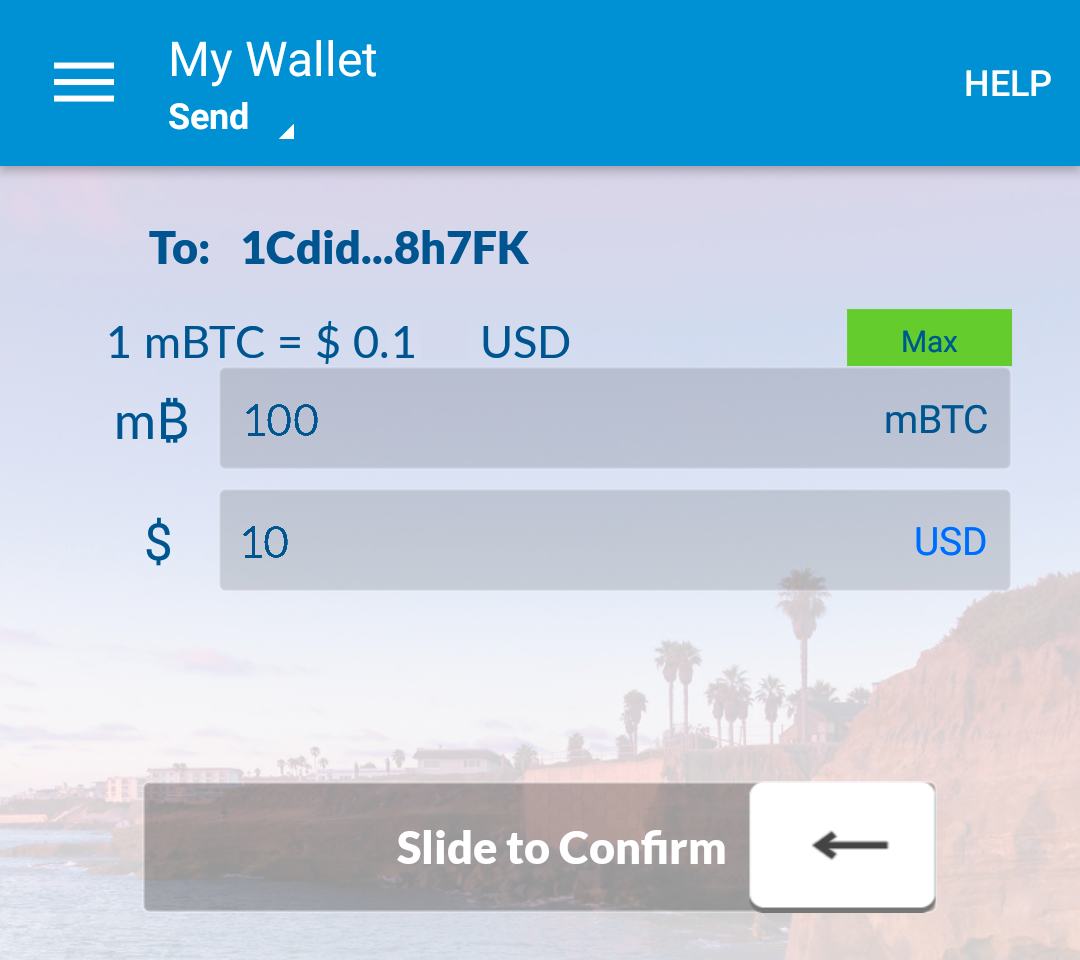 My Wallet
Send
HELP
To: 1Cdid...8h7FK
1 mBTC = $ 0.1 USD
Max
m₿ 100 mBTC
$ 10 USD
Slide to Confirm